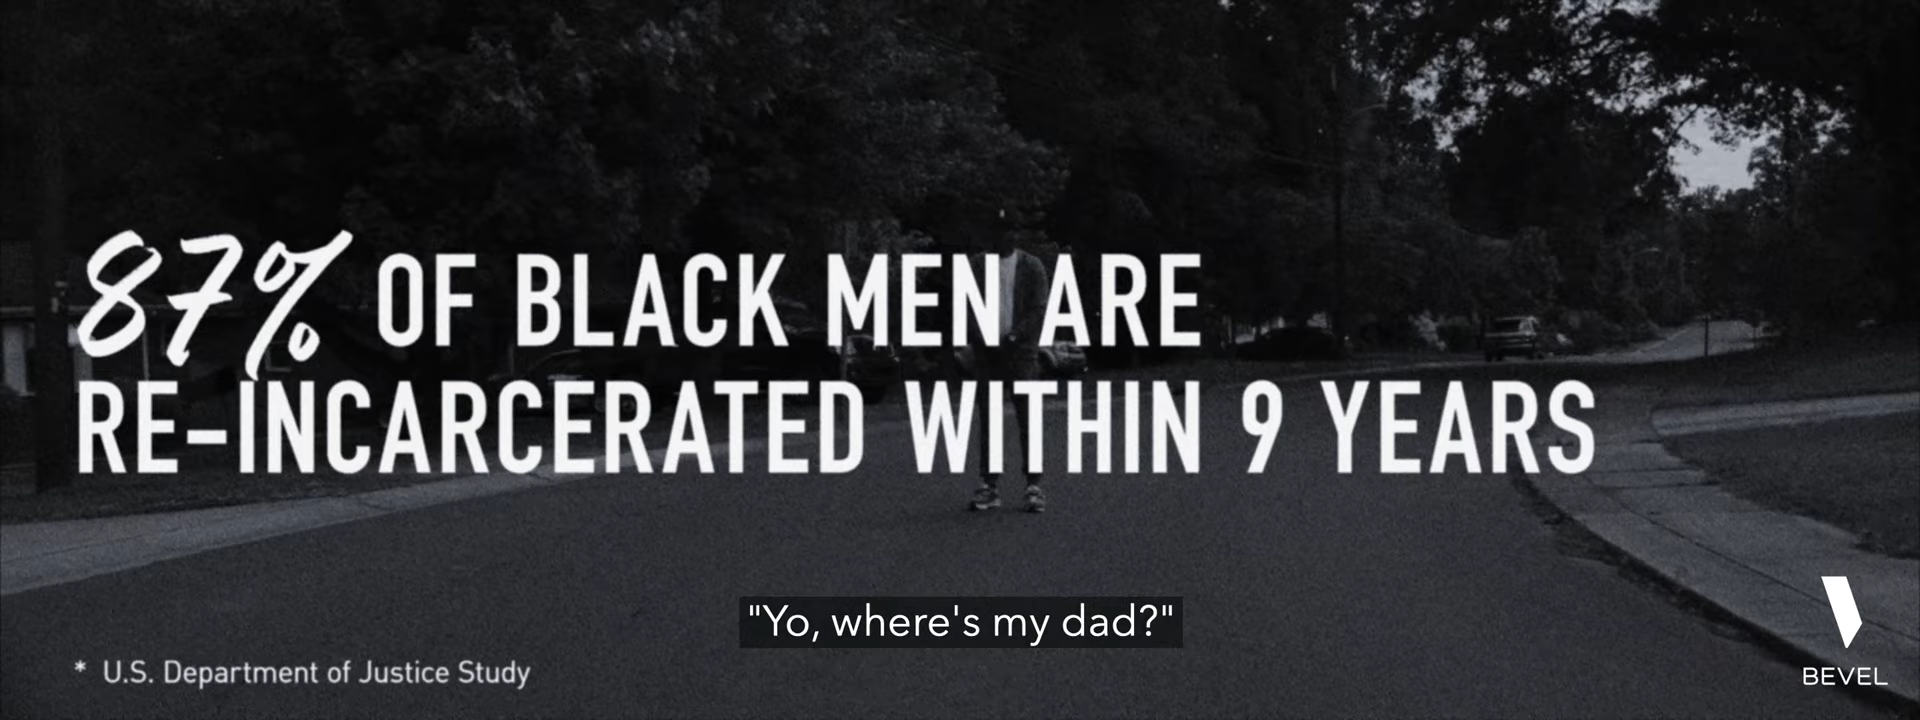 87% OF BLACK MEN ARE
RE-INCARCERATED WITHIN 9 YEARS
"Yo, where's my dad?"
* U.S. Department of Justice Study
BEVEL